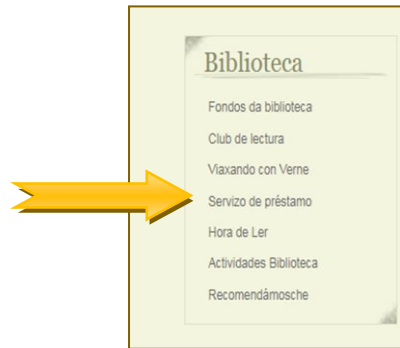 Biblioteca
Fondos da biblioteca
Club de lectura
Viaxando con Verne
Servizo de préstamo
Hora de Ler
Actividades Biblioteca
Recomendámosche